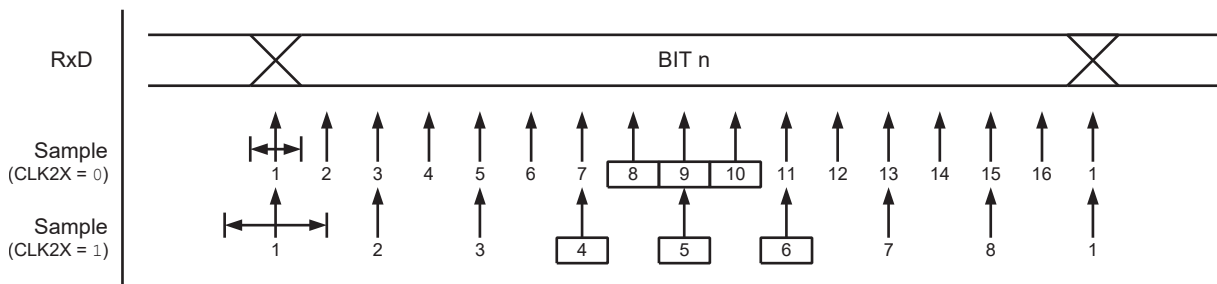 RxD BIT n
Sample
(CLK2X = 0)
1 2 3 4 5 6 7 8 9 10 11 12 13 14 15 16 1
Sample
(CLK2X = 1)
1 2 3 4 5 6 7 8 1